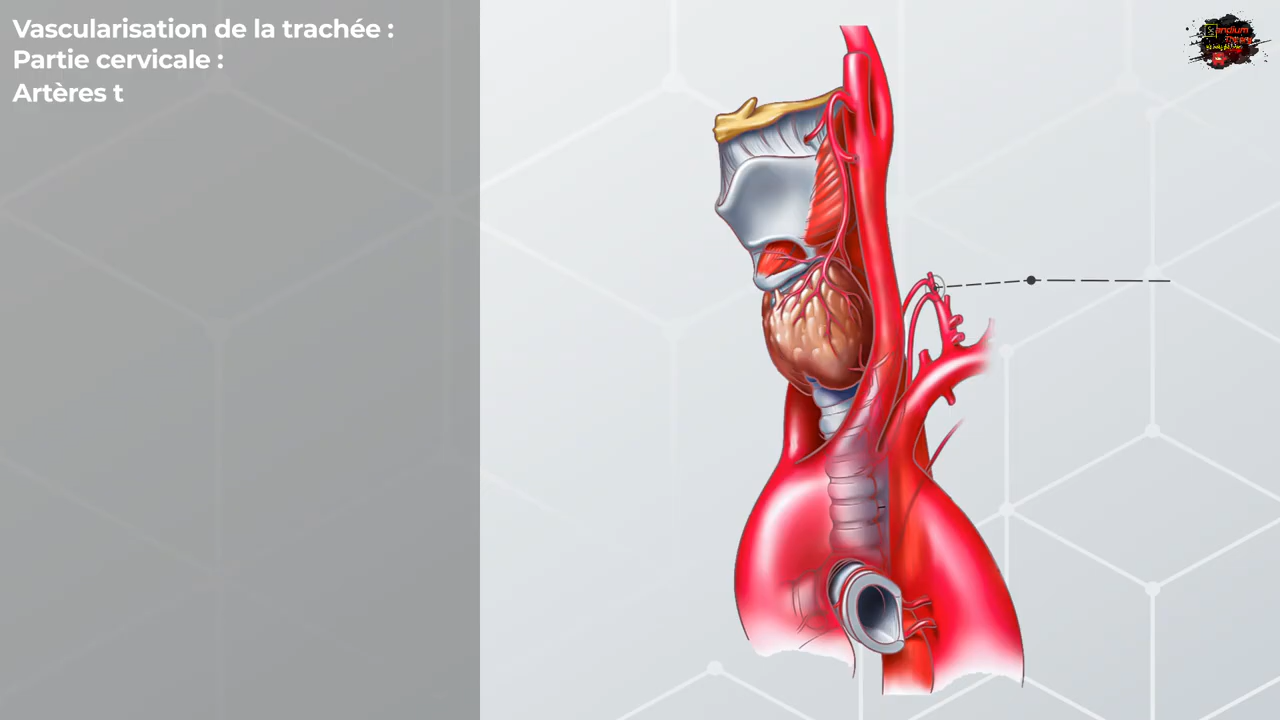 Vascularisation de la trachée :
Partie cervicale :
Artères t